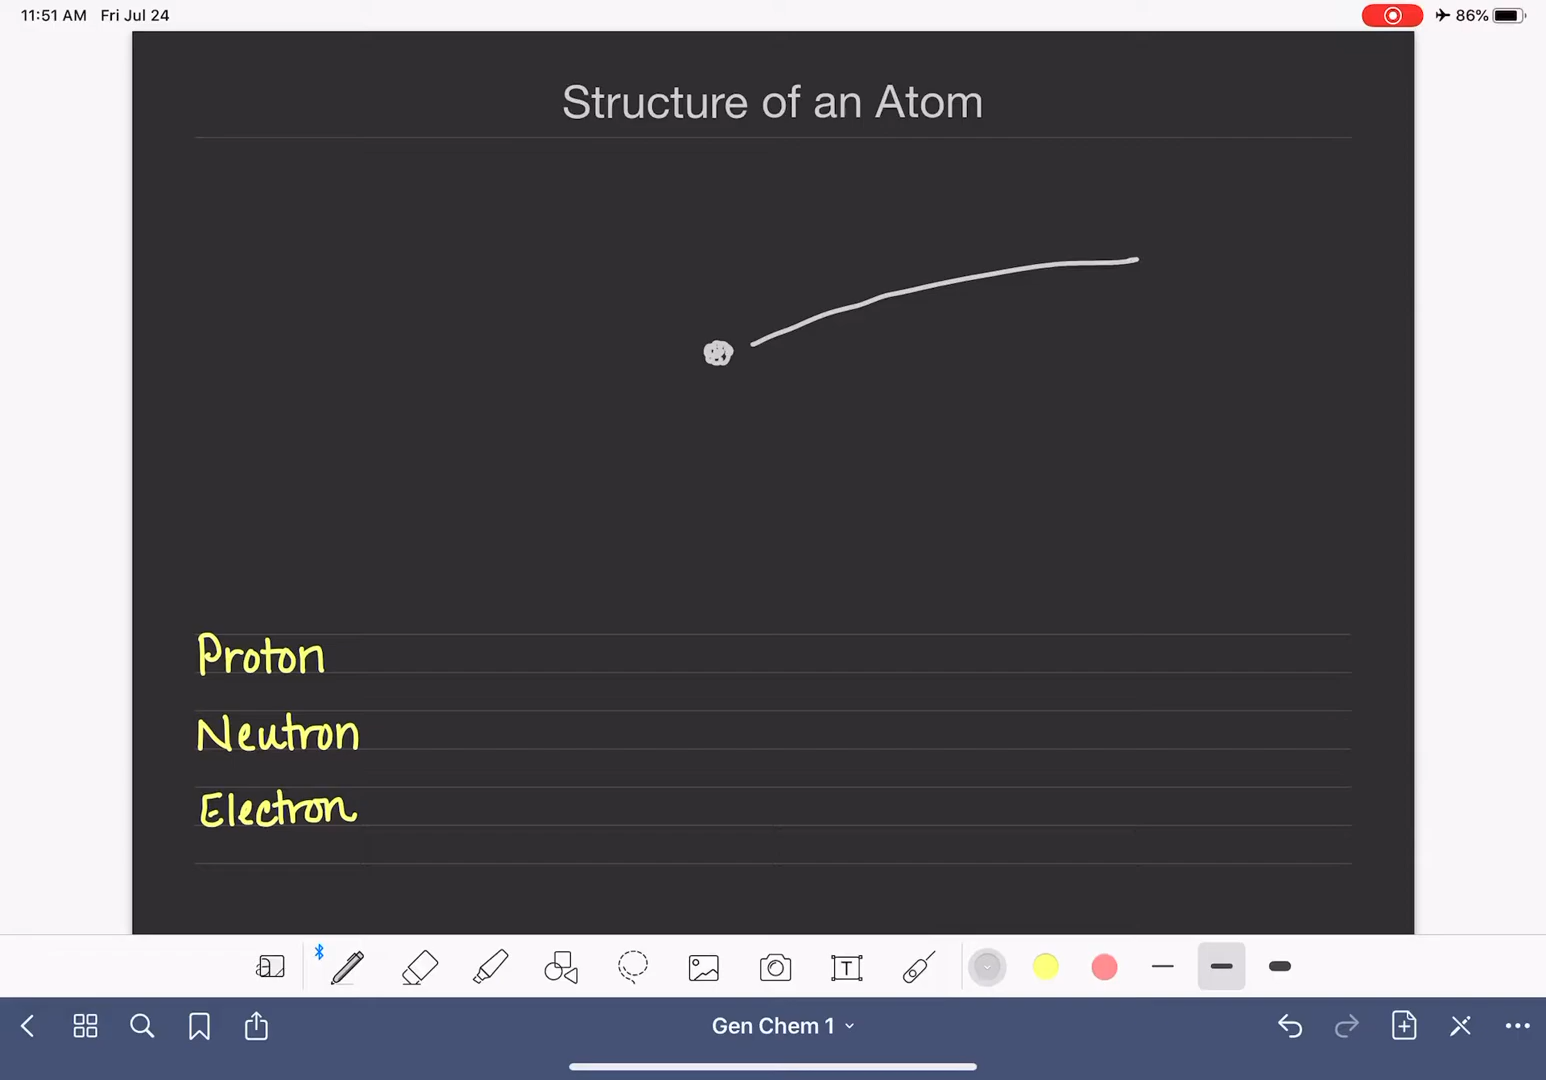 11:51 AM Fri Jul 24
86%
Structure of an Atom
Proton
Neutron
Electron
T
Gen Chem 1